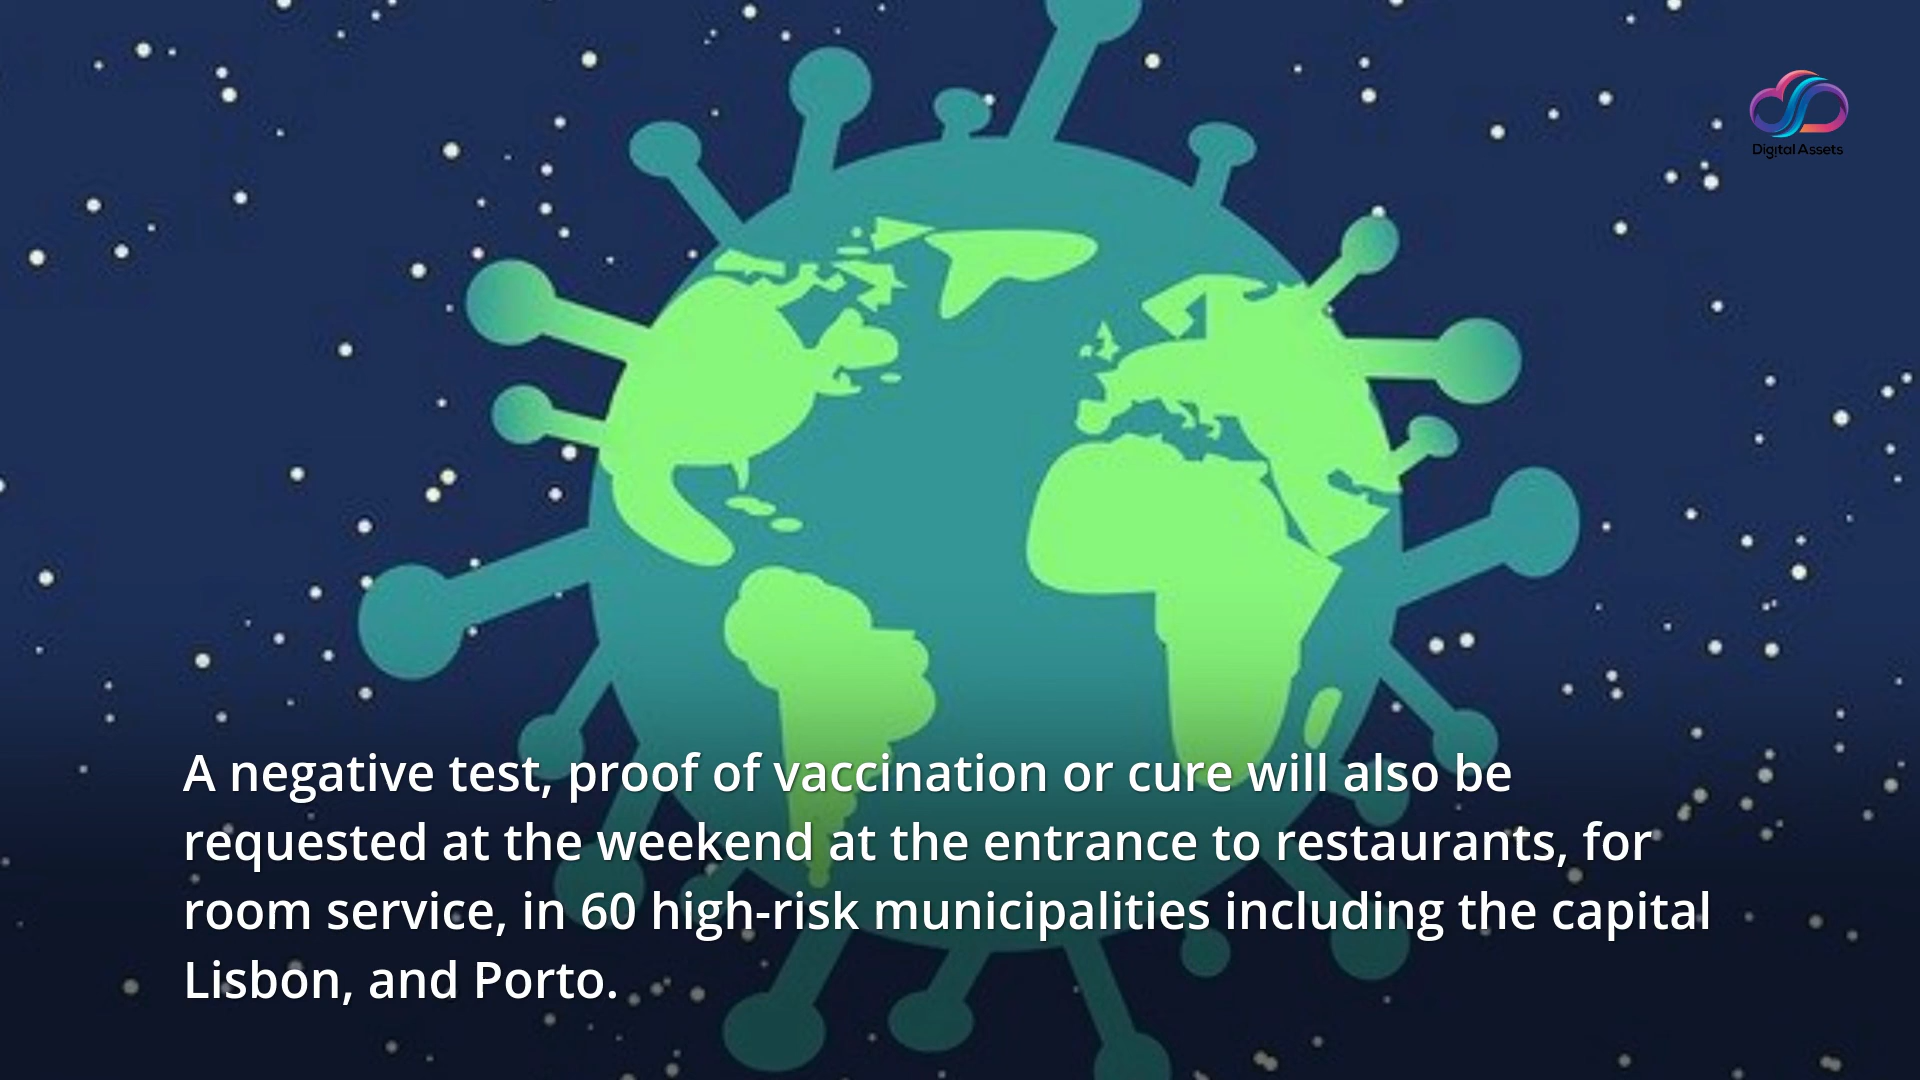 Digital Assets
A negative test, proof of vaccination or cure will also be
requested at the weekend at the entrance to restaurants, for
room service, in 60 high-risk municipalities including the capital
Lisbon, and Porto.